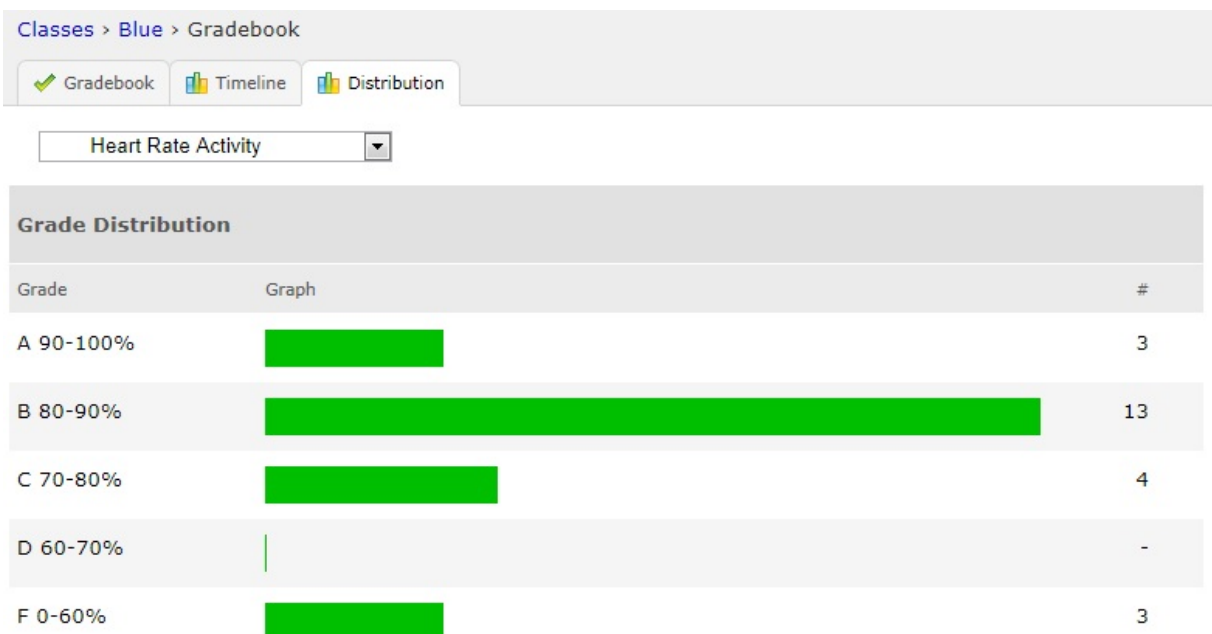 Classes › Blue › Gradebook
Gradebook Timeline Distribution
Heart Rate Activity
Grade Distribution
Grade Graph #
A 90-100% 3
B 80-90% 13
C 70-80% 4
D 60-70% -
F 0-60% 3